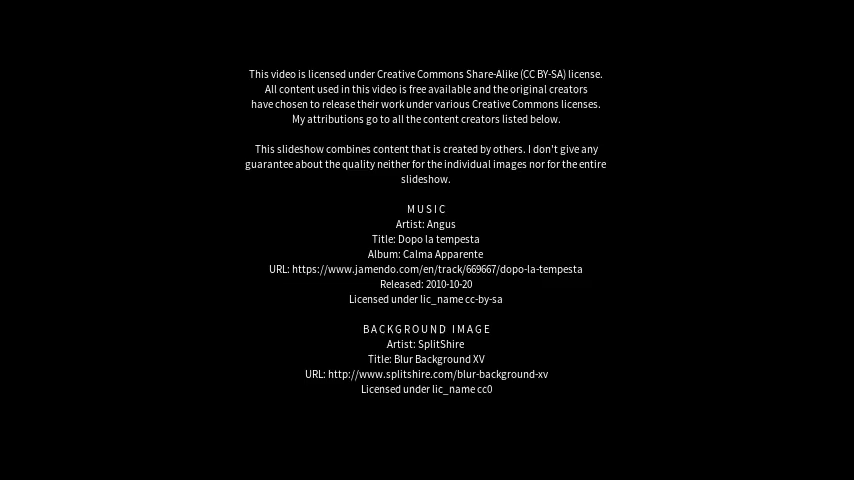 This video is licensed under Creative Commons Share-Alike (CC BY-SA) license.
All content used in this video is free available and the original creators
have chosen to release their work under various Creative Commons licenses.
My attributions go to all the content creators listed below.
This slideshow combines content that is created by others. I don't give any
guarantee about the quality neither for the individual images nor for the entire
slideshow.
MUSIC
Artist: Angus
Title: Dopo la tempesta
Album: Calma Apparente
URL: https://www.jamendo.com/en/track/669667/dopo-la-tempesta
Released: 2010-10-20
Licensed under lic_name cc-by-sa
BACKGROUND IMAGE
Artist: SplitShire
Title: Blur Background XV
URL: http://www.splitshire.com/blur-background-xv
Licensed under lic_name cc0